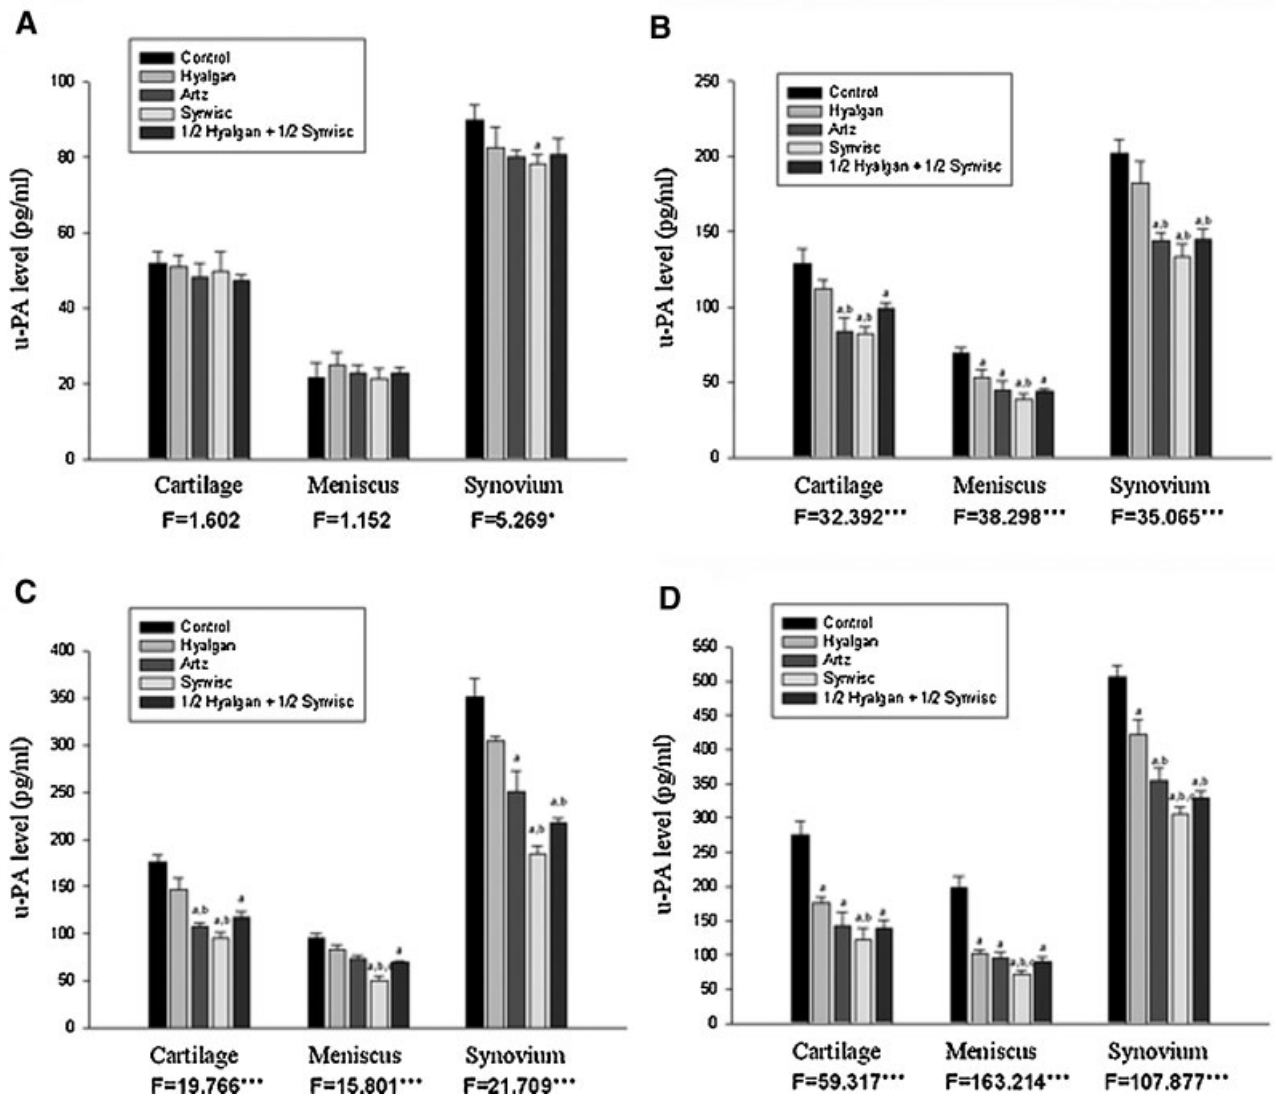 A
Control
Hyalgan
Artz
Synvisc
1/2 Hyalgan + 1/2 Synvisc
u-PA level (pg/ml)
100
80
60
40
20
0
a
Cartilage Meniscus Synovium
F=1.602 F=1.152 F=5.269*
B
Control
Hyalgan
Artz
Synvisc
1/2 Hyalgan + 1/2 Synvisc
u-PA level (pg/ml)
250
200
150
100
50
0
a,b a,b a
a a a,b a
a,b a,b a,b
Cartilage Meniscus Synovium
F=32.392*** F=38.298*** F=35.065***
C
Control
Hyalgan
Artz
Synvisc
1/2 Hyalgan + 1/2 Synvisc
u-PA level (pg/ml)
400
350
300
250
200
150
100
50
0
a,b a,b a
a,b, a
a a,b a,b
Cartilage Meniscus Synovium
F=19.766*** F=15.801*** F=21.709***
D
Control
Hyalgan
Artz
Synvisc
1/2 Hyalgan + 1/2 Synvisc
u-PA level (pg/ml)
550
500
450
400
350
300
250
200
150
100
50
0
a a a,b a
a a a,b,c a
a a,b a,b,c a,b
Cartilage Meniscus Synovium
F=59.317*** F=163.214*** F=107.877***